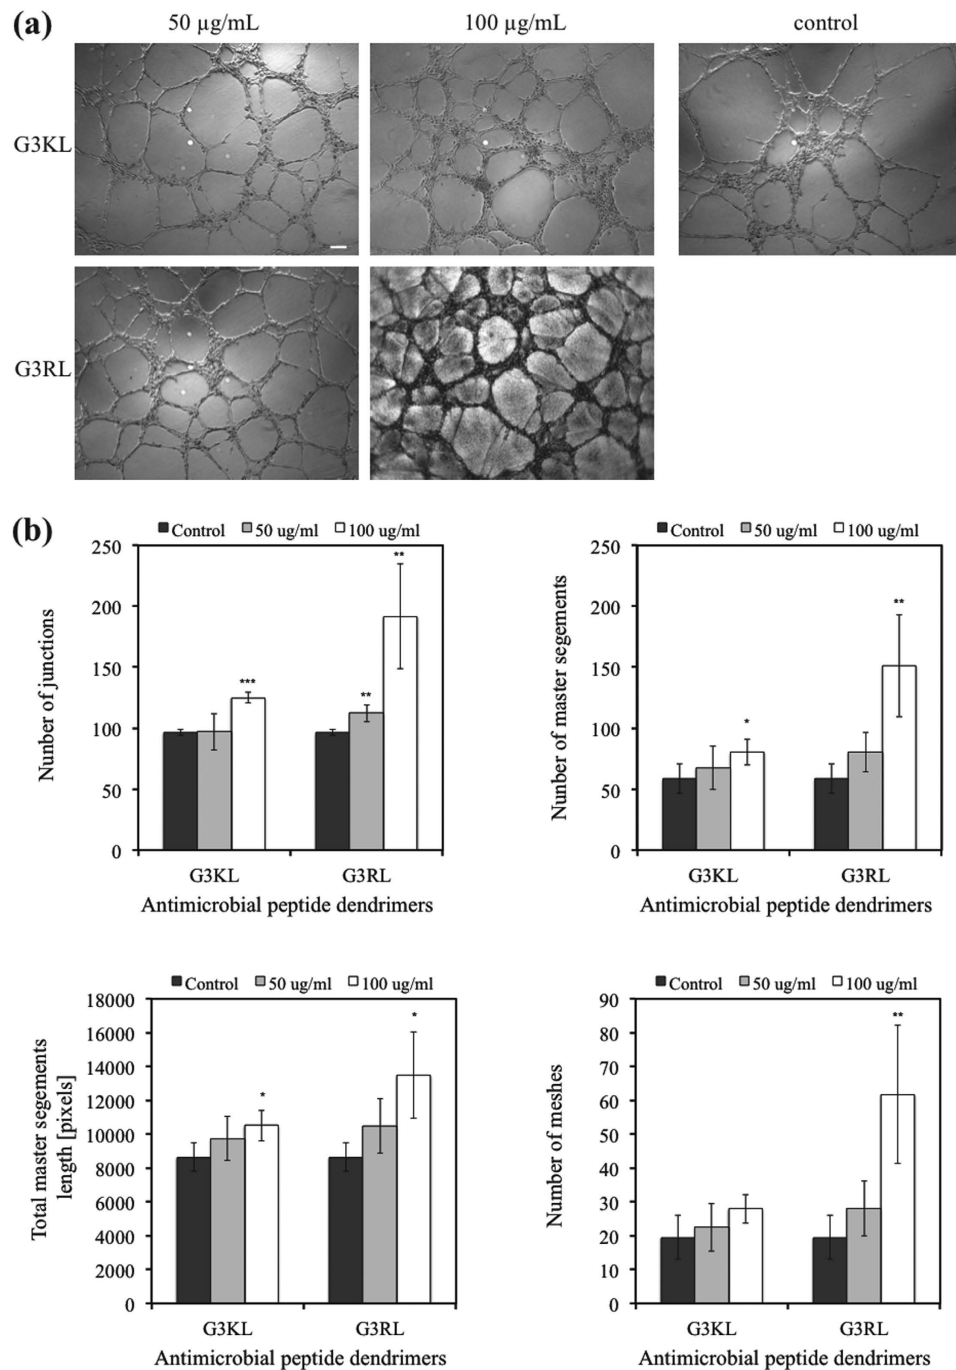 (a)
50 µg/mL
100 µg/mL
control
G3KL
G3RL
(b)
Control 50 ug/ml 100 ug/ml
250
200
150
100
50
0
Nunber of junctions
***
**
**
G3KL
G3RL
Antimicrobial peptide dendrimers
Control 50 ug/ml 100 ug/ml
250
200
150
100
50
0
Nunber of master segements
*
**
G3KL
G3RL
Antimicrobial peptide dendrimers
Control 50 ug/ml 100 ug/ml
18000
16000
14000
12000
10000
8000
6000
4000
2000
0
Total master segements
length [pixels]
*
*
G3KL
G3RL
Antimicrobial peptide dendrimers
Control 50 ug/ml 100 ug/ml
90
80
70
60
50
40
30
20
10
0
Nunber of meshes
**
G3KL
G3RL
Antimicrobial peptide dendrimers